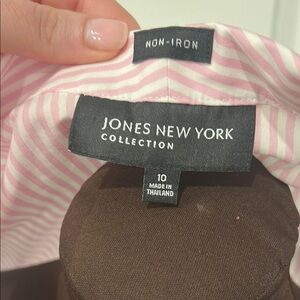 NON-IRON
JONES NEW YORK
COLLECTION
10
MADE IN
THAILAND